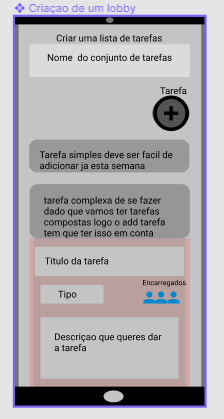 Criaçao de um lobby
Criar uma lista de tarefas
Nome do conjunto de tarefas
Tarefa
Tarefa simples deve ser facil de
adicionar ja esta semana
tarefa complexa de se fazer
dado que vamos ter tarefas
compostas logo o add tarefa
tem que ter isso em conta
Titulo da tarefa
Encarregados
Tipo
Descriçao que queres dar
a tarefa